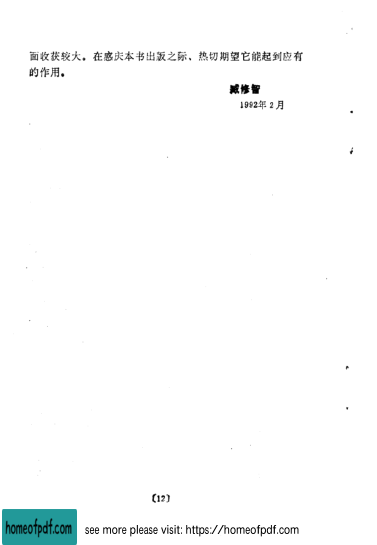 面收获较大。在感庆本书出版之际、热切期望它能起到应有
的作用。
臧修智
1992年2月
〔12〕
homeofpdf.com
see more please visit: https://homeofpdf.com